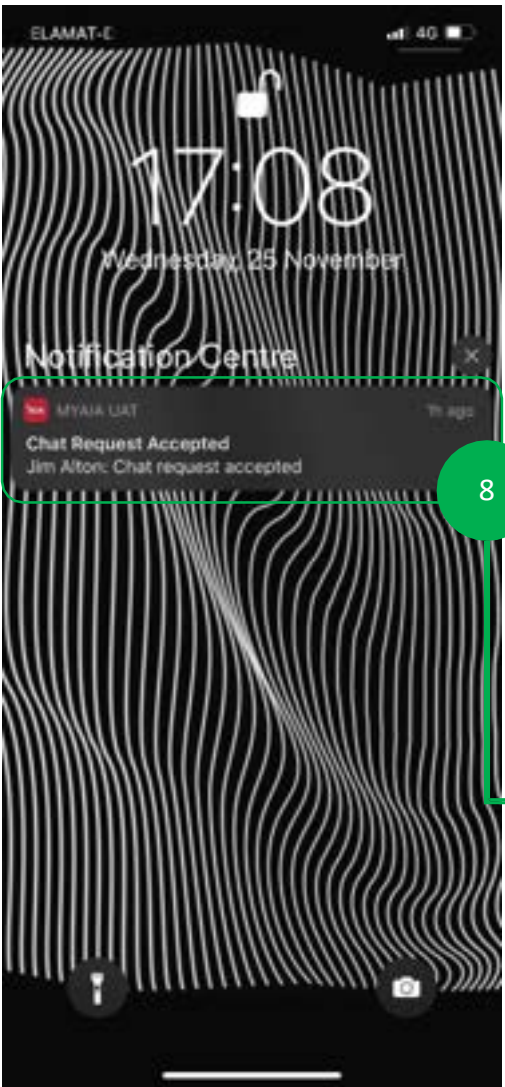 ELAMAT-E
4G
17:08
Wednesday, 25 November
Notification Centre
MYAIA UAT
1h ago
Chat Request Accepted
Jim Alton: Chat request accepted
8